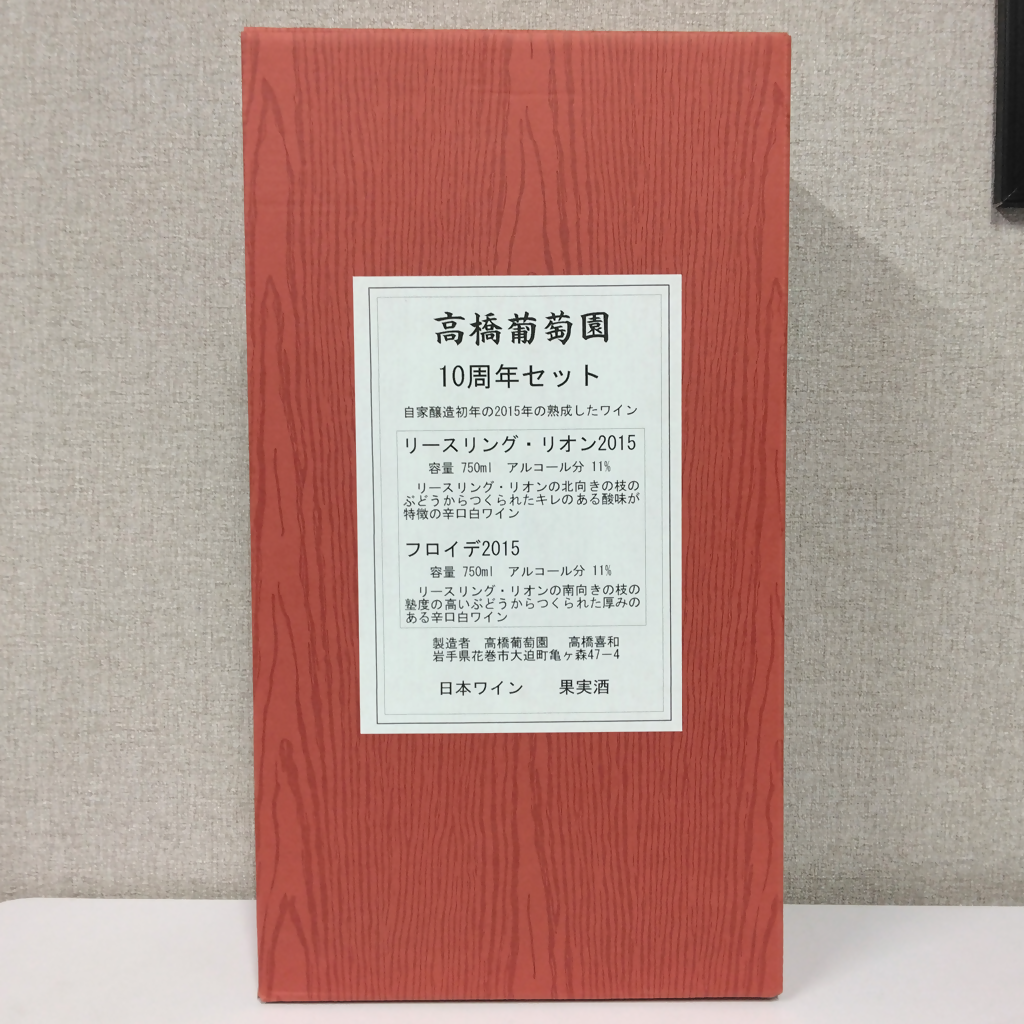 高橋葡萄園
10周年セット
自家醸造初年の2015年の熟成したワイン
リースリング・リオン2015
容量 750ml アルコール分 11%
リースリング・リオンの北向きの枝の
ぶどうからつくられたキレのある酸味が
特徴の辛口白ワイン
フロイデ2015
容量 750ml アルコール分 11%
リースリング・リオンの南向きの枝の
塾度の高いぶどうからつくられた厚みの
ある辛口白ワイン
製造者 高橋葡萄園 高橋喜和
岩手県花巻市大迫町亀ヶ森47−4
日本ワイン 果実酒